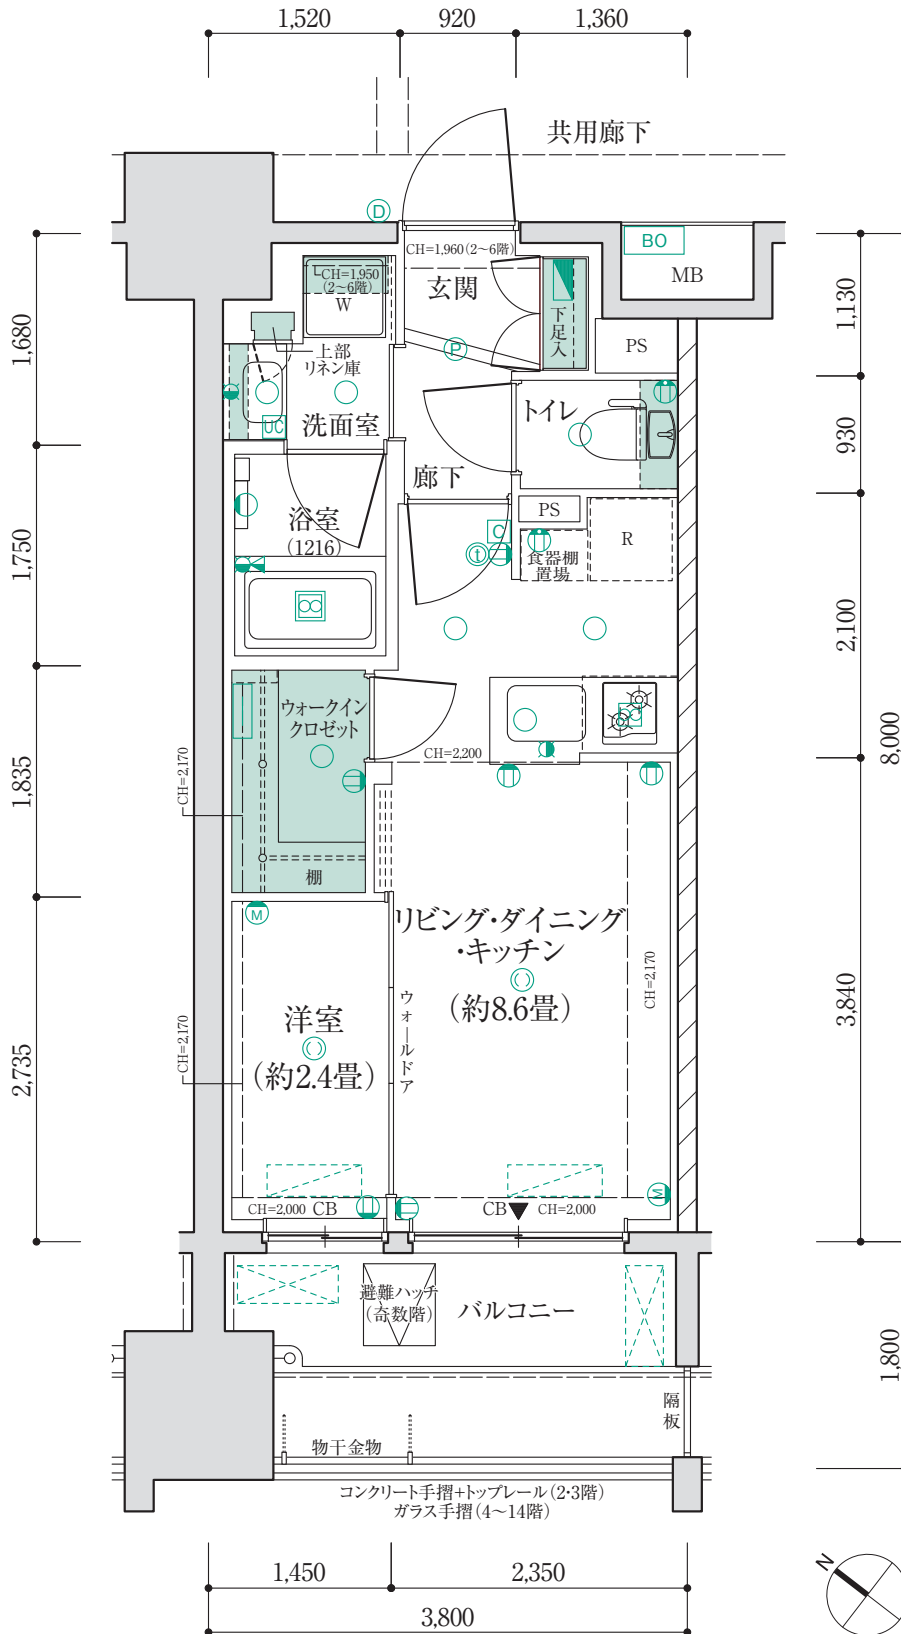 1,520
920
1,360
共用廊下
D
CH=1,960(2~6階)
BO
MB
CH=1,950
(2~6階)
W
玄関
下足入
PS
P
上部
リネン庫
UC
洗面室
トイレ
廊下
浴室
(1216)
PS
C
t
食器棚
置場
R
ウォークイン
クロゼット
棚
CH=2,200
CH=2,170
M
リビング・ダイニング
・キッチン
(約8.6畳)
CH=2,170
洋室
(約2.4畳)
ウォールドア
CH=2,170
M
CH=2,000
CB
CB
CH=2,000
避難ハッチ
(奇数階)
バルコニー
隔板
物干金物
コンクリート手摺+トップレール(2・3階)
ガラス手摺(4~14階)
1,680
1,750
1,835
2,735
1,130
930
2,100
3,840
8,000
1,800
1,450
2,350
3,800
N